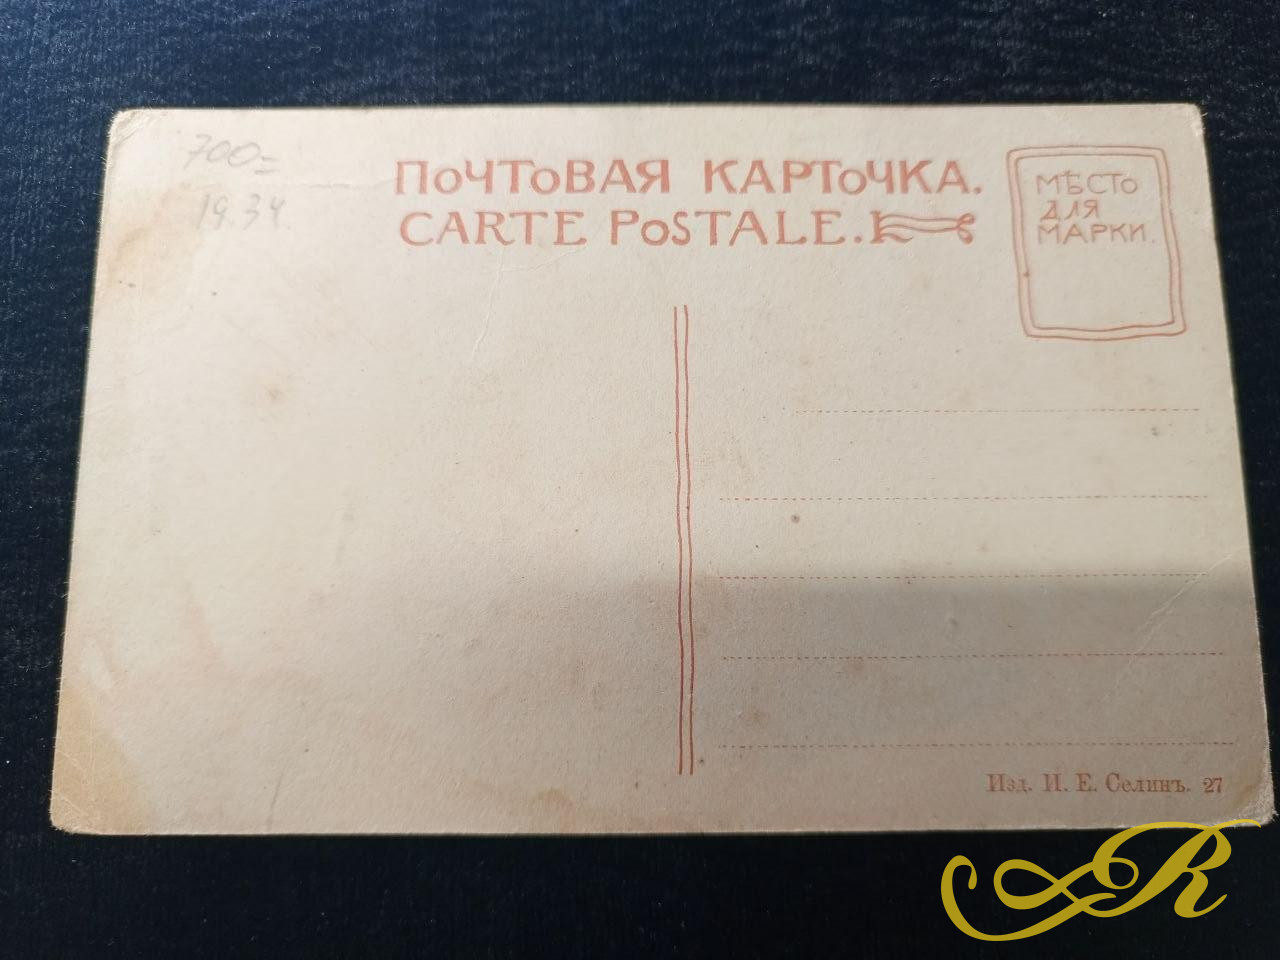 700=
19.34.
ПОЧТОВАЯ КАРТОЧКА.
CARTE POSTALE.
МѢСТО
ДЛЯ
МАРКИ.
Изд. И. Е. Селинъ. 27
R